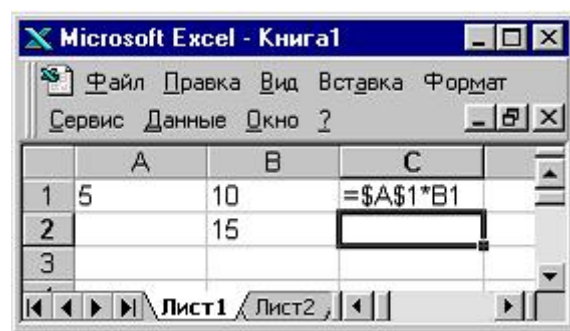 Microsoft Excel - Книга1
Файл Правка Вид Вставка Формат
Сервис Данные Окно ?
A B C
1 5 10 =$A$1*B1
2 15
3
Лист1 Лист2